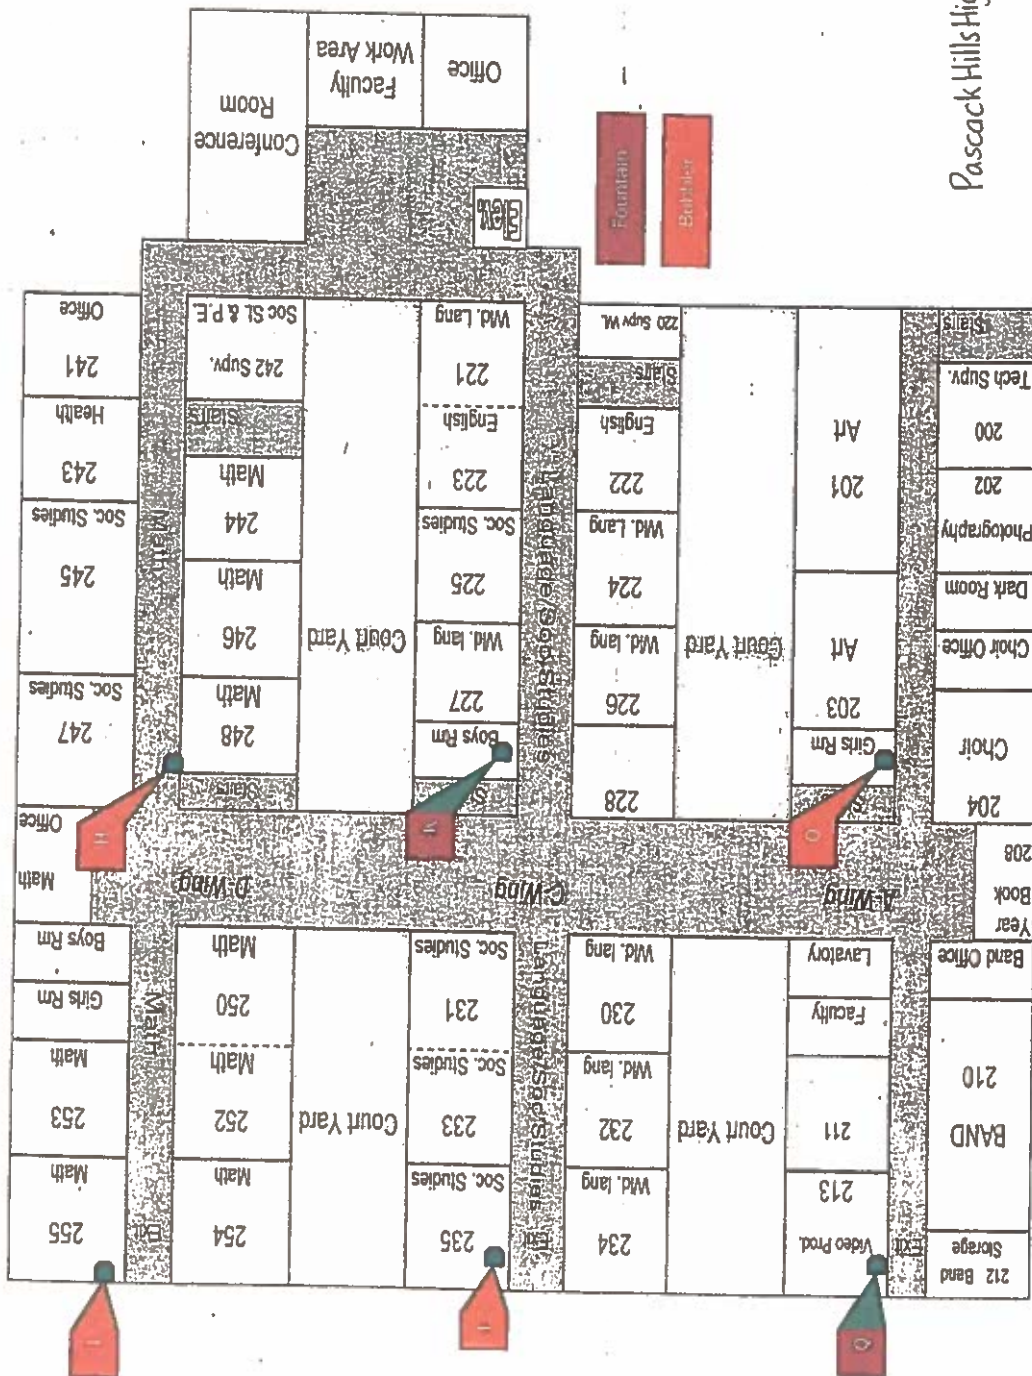 Q
I
212 Band
Storage
Exit
Video Prod.
213
234
Wld. lang
235
Soc. Studies
254
Math
Exit
255
Math
BAND
210
211
Court Yard
232
Wld. lang
233
Soc. Studies
Court Yard
252
Math
253
Math
Faculty
Lavatory
230
Wld. lang
Language/Soc. Studies
231
Soc. Studies
250
Math
Math
Girls Rm
Boys Rm
Band Office
Year
Book
208
A-Wing
C-Wing
D-Wing
Math
Office
O
K
H
204
Choir
Girls Rm
203
Art
228
Boys Rm
227
Wld. lang
Stairs
248
Math
247
Soc. Studies
Choir Office
Dark Room
Photography
202
Court Yard
226
Wld. lang
224
Wld. Lang
Language/Soc Studies
225
Soc. Studies
Court Yard
246
Math
Math
245
Soc. Studies
200
Tech Supv.
Stairs
201
Art
222
English
Stairs
220 Supv WL
223
English
221
Wld. Lang
244
Math
Stairs
242 Supv.
Soc St. & P.E.
243
Health
241
Office
Elev.
Office
Faculty
Work Area
Conference
Room
Fountain
Bubbler
Pascack Hills Hig